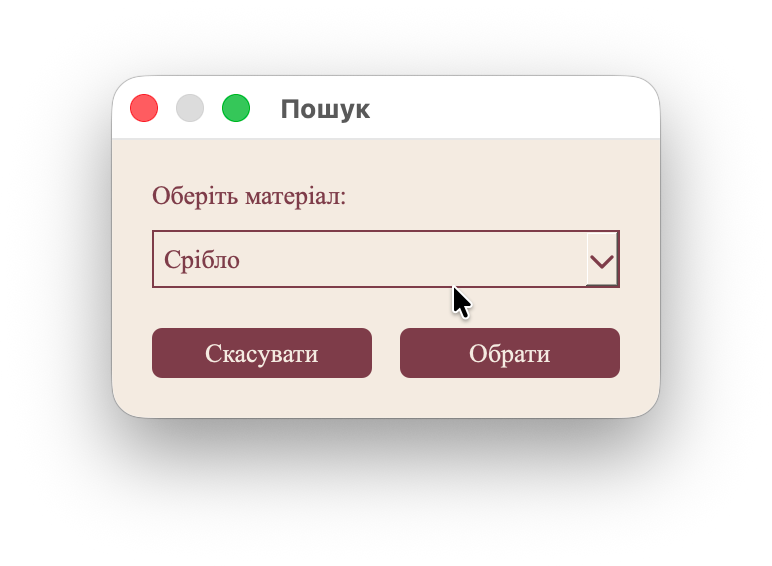 Пошук
Оберіть матеріал:
Срібло
Скасувати
Обрати